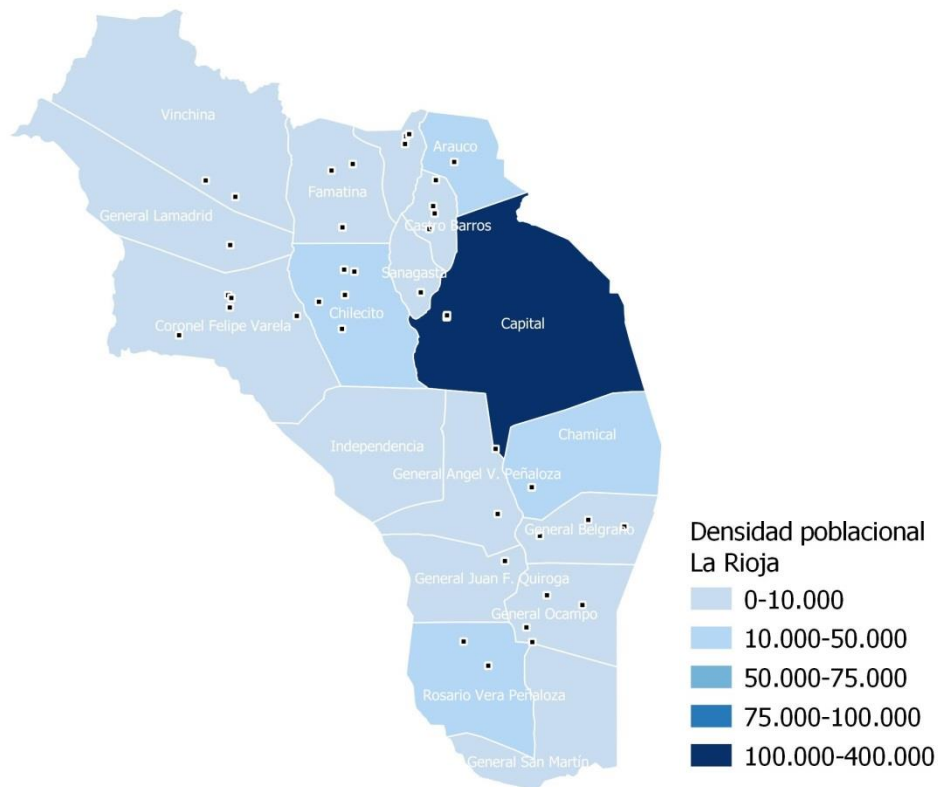 Vinchina
Arauco
Famatina
General Lamadrid
Castro Barros
Sanagasta
Chilecito
Capital
Coronel Felipe Varela
Chamical
Independencia
General Angel V. Peñaloza
General Belgrano
General Juan F. Quiroga
General Ocampo
Rosario Vera Peñaloza
General San Martín
Densidad poblacional
La Rioja
0-10.000
10.000-50.000
50.000-75.000
75.000-100.000
100.000-400.000